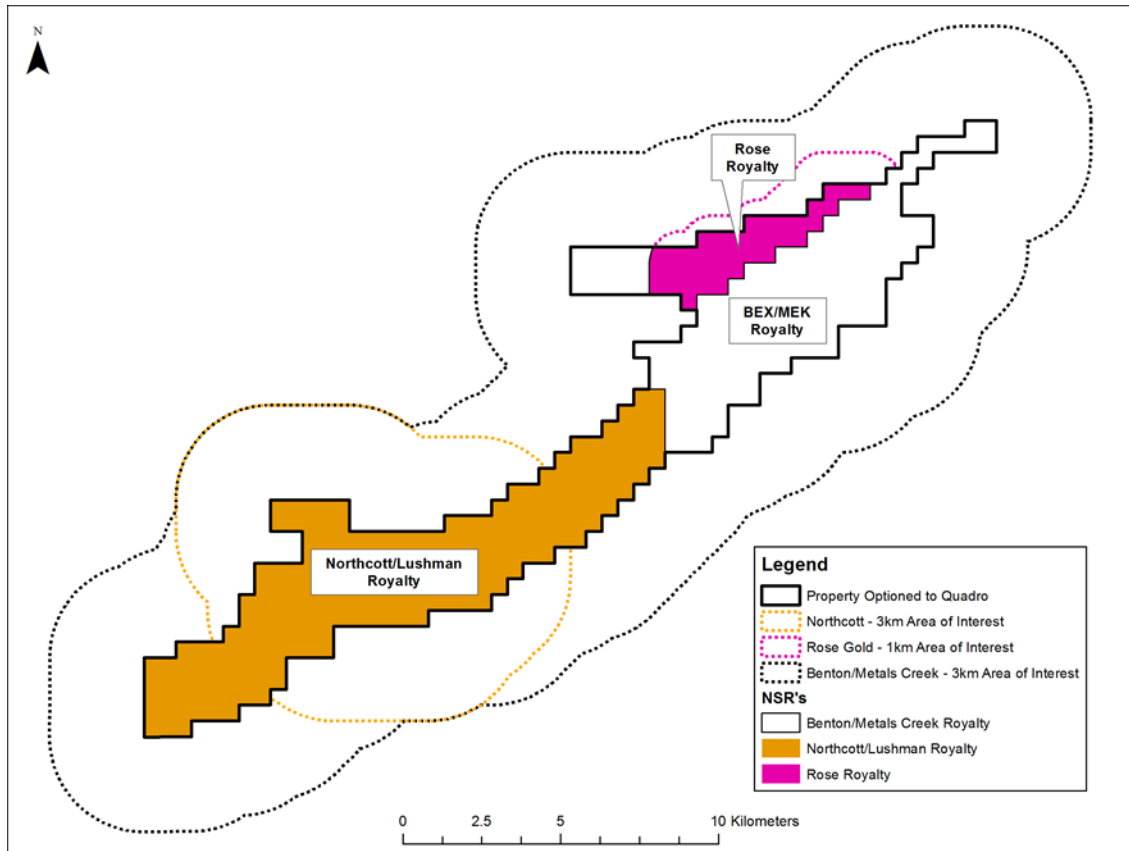 N
Rose
Royalty
BEX/MEK
Royalty
Northcott/Lushman
Royalty
Legend
Property Optioned to Quadro
Northcott - 3km Area of Interest
Rose Gold - 1km Area of Interest
Benton/Metals Creek - 3km Area of Interest
NSR's
Benton/Metals Creek Royalty
Northcott/Lushman Royalty
Rose Royalty
0 2.5 5 10 Kilometers